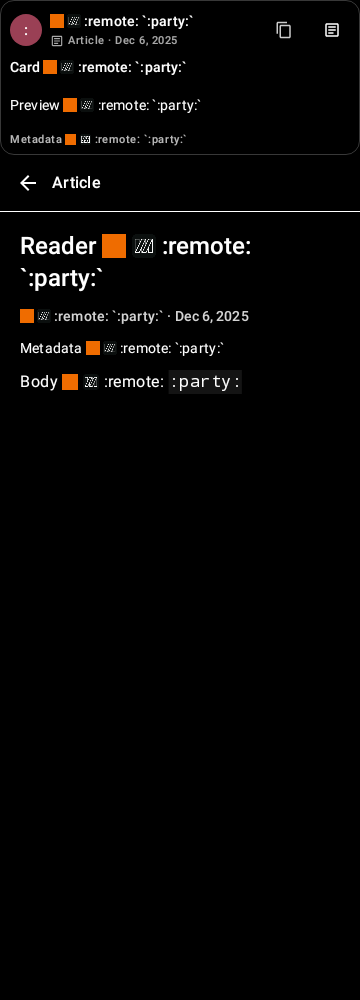 :
:remote: `:party:`
Article · Dec 6, 2025
Card :remote: `:party:`
Preview :remote: `:party:`
Metadata :remote: `:party:`
Article
Reader :remote:
`:party:`
:remote: `:party:` · Dec 6, 2025
Metadata :remote: `:party:`
Body :remote: :party: